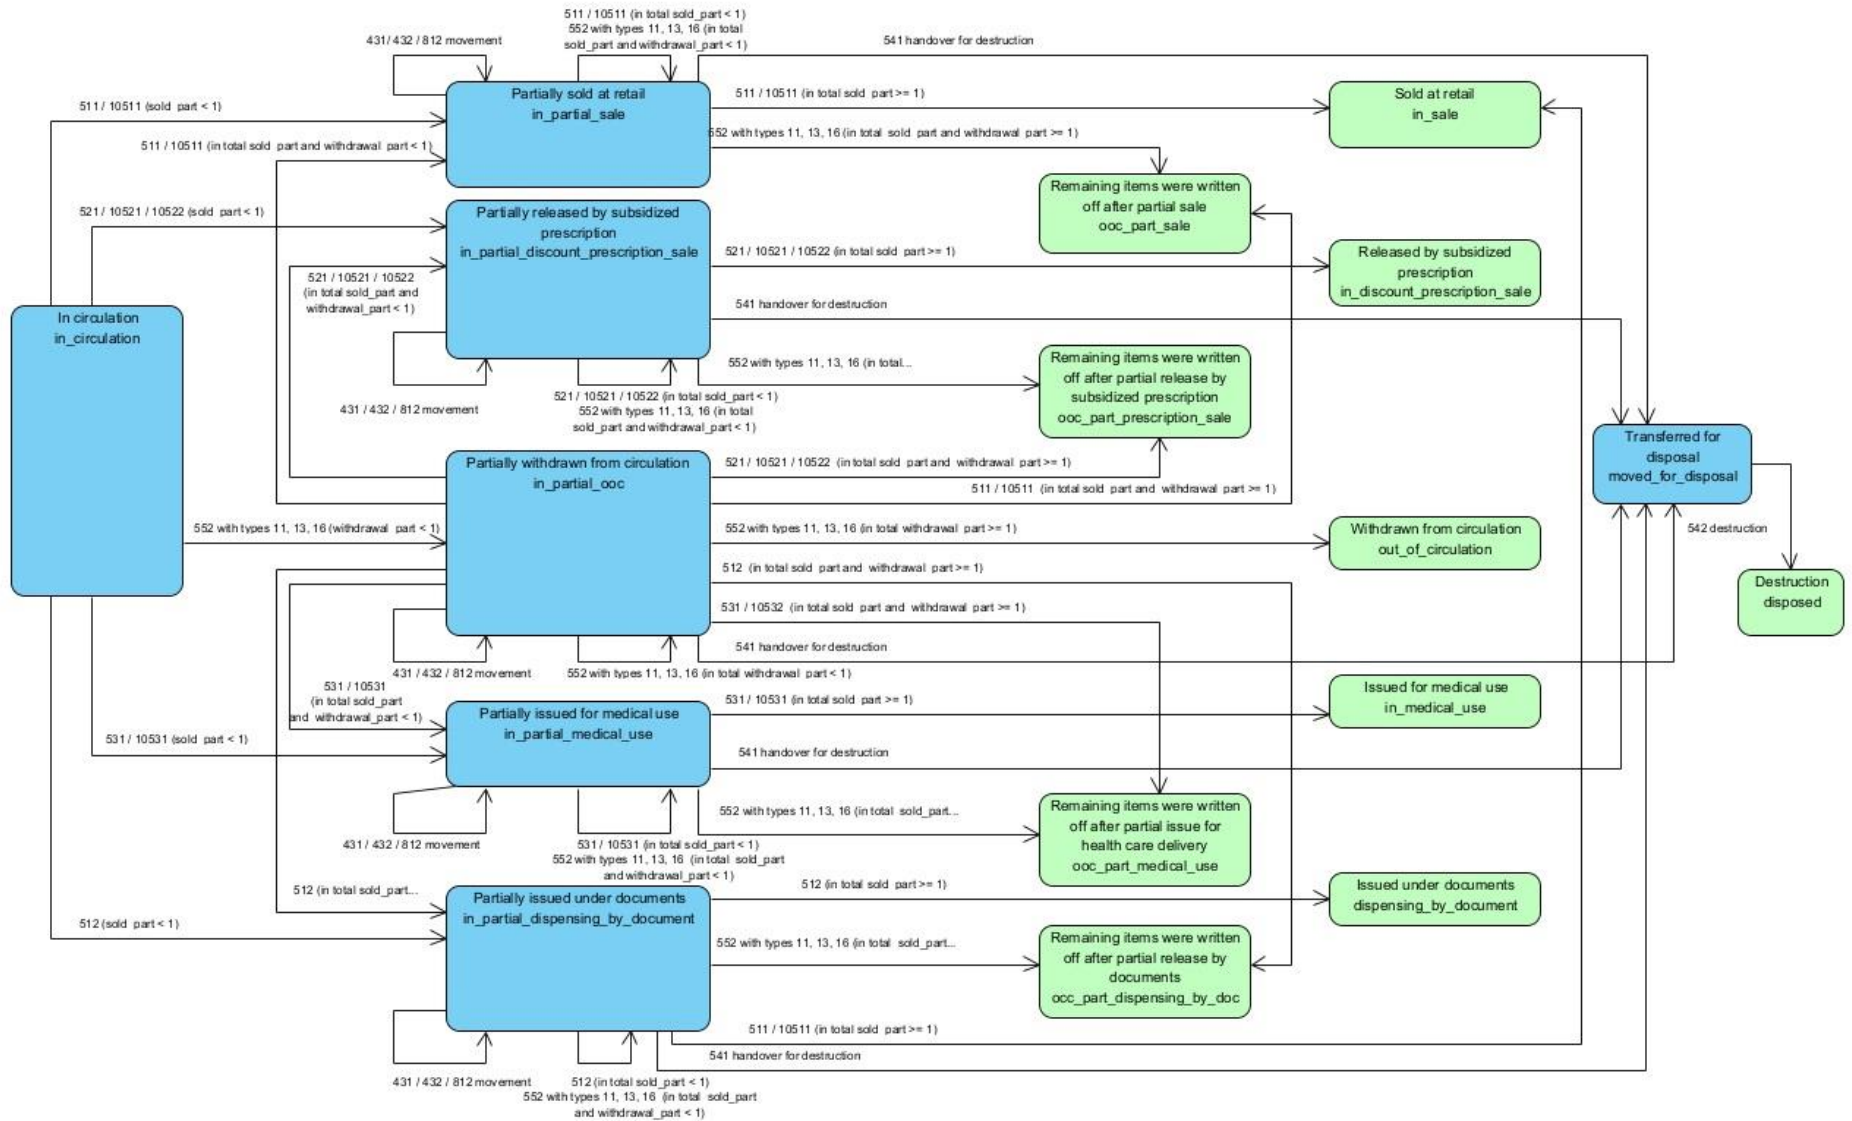 511 / 10511 (in total sold_part < 1)
552 with types 11, 13, 16 (in total
sold_part and withdrawal_part < 1)
431/ 432 / 812 movement
541 handover for destruction
Partially sold at retail
in_partial_sale
511 / 10511 (in total sold part >= 1)
Sold at retail
in_sale
511 / 10511 (sold part < 1)
552 with types 11, 13, 16 (in total sold part and withdrawal part >= 1)
511 / 10511 (in total sold part and withdrawal part < 1)
Remaining items were written
off after partial sale
ooc_part_sale
521 / 10521 / 10522 (sold part < 1)
Partially released by subsidized
prescription
in_partial_discount_prescription_sale
521 / 10521 / 10522 (in total sold part >= 1)
Released by subsidized
prescription
in_discount_prescription_sale
521 / 10521 / 10522
(in total sold_part and
withdrawal_part < 1)
541 handover for destruction
In circulation
in_circulation
552 with types 11, 13, 16 (in total...
Remaining items were written
off after partial release by
subsidized prescription
ooc_part_prescription_sale
431 / 432 / 812 movement
521 / 10521 / 10522 (in total sold_part < 1)
552 with types 11, 13, 16 (in total
sold_part and withdrawal_part < 1)
Transferred for
disposal
moved_for_disposal
Partially withdrawn from circulation
in_partial_ooc
521 / 10521 / 10522 (in total sold part and withdrawal part >= 1)
511 / 10511 (in total sold part and withdrawal part >= 1)
552 with types 11, 13, 16 (withdrawal part < 1)
552 with types 11, 13, 16 (in total withdrawal part >= 1)
Withdrawn from circulation
out_of_circulation
542 destruction
512 (in total sold part and withdrawal part >= 1)
Destruction
disposed
531 / 10532 (in total sold part and withdrawal part >= 1)
541 handover for destruction
431 / 432 / 812 movement
552 with types 11, 13, 16 (in total withdrawal part < 1)
531 / 10531
(in total sold_part
and withdrawal_part < 1)
Partially issued for medical use
in_partial_medical_use
531 / 10531 (in total sold part >= 1)
Issued for medical use
in_medical_use
531 / 10531 (sold part < 1)
541 handover for destruction
552 with types 11, 13, 16 (in total sold_part...
Remaining items were written
off after partial issue for
health care delivery
ooc_part_medical_use
431 / 432 / 812 movement
531 / 10531 (in total sold_part < 1)
552 with types 11, 13, 16 (in total sold_part
and withdrawal_part < 1)
512 (in total sold_part...
Partially issued under documents
in_partial_dispensing_by_document
512 (in total sold part >= 1)
Issued under documents
dispensing_by_document
512 (sold part < 1)
552 with types 11, 13, 16 (in total sold_part...
Remaining items were written
off after partial release by
documents
occ_part_dispensing_by_doc
511 / 10511 (in total sold part >= 1)
541 handover for destruction
431 / 432 / 812 movement
512 (in total sold_part < 1)
552 with types 11, 13, 16 (in total sold_part
and withdrawal_part < 1)